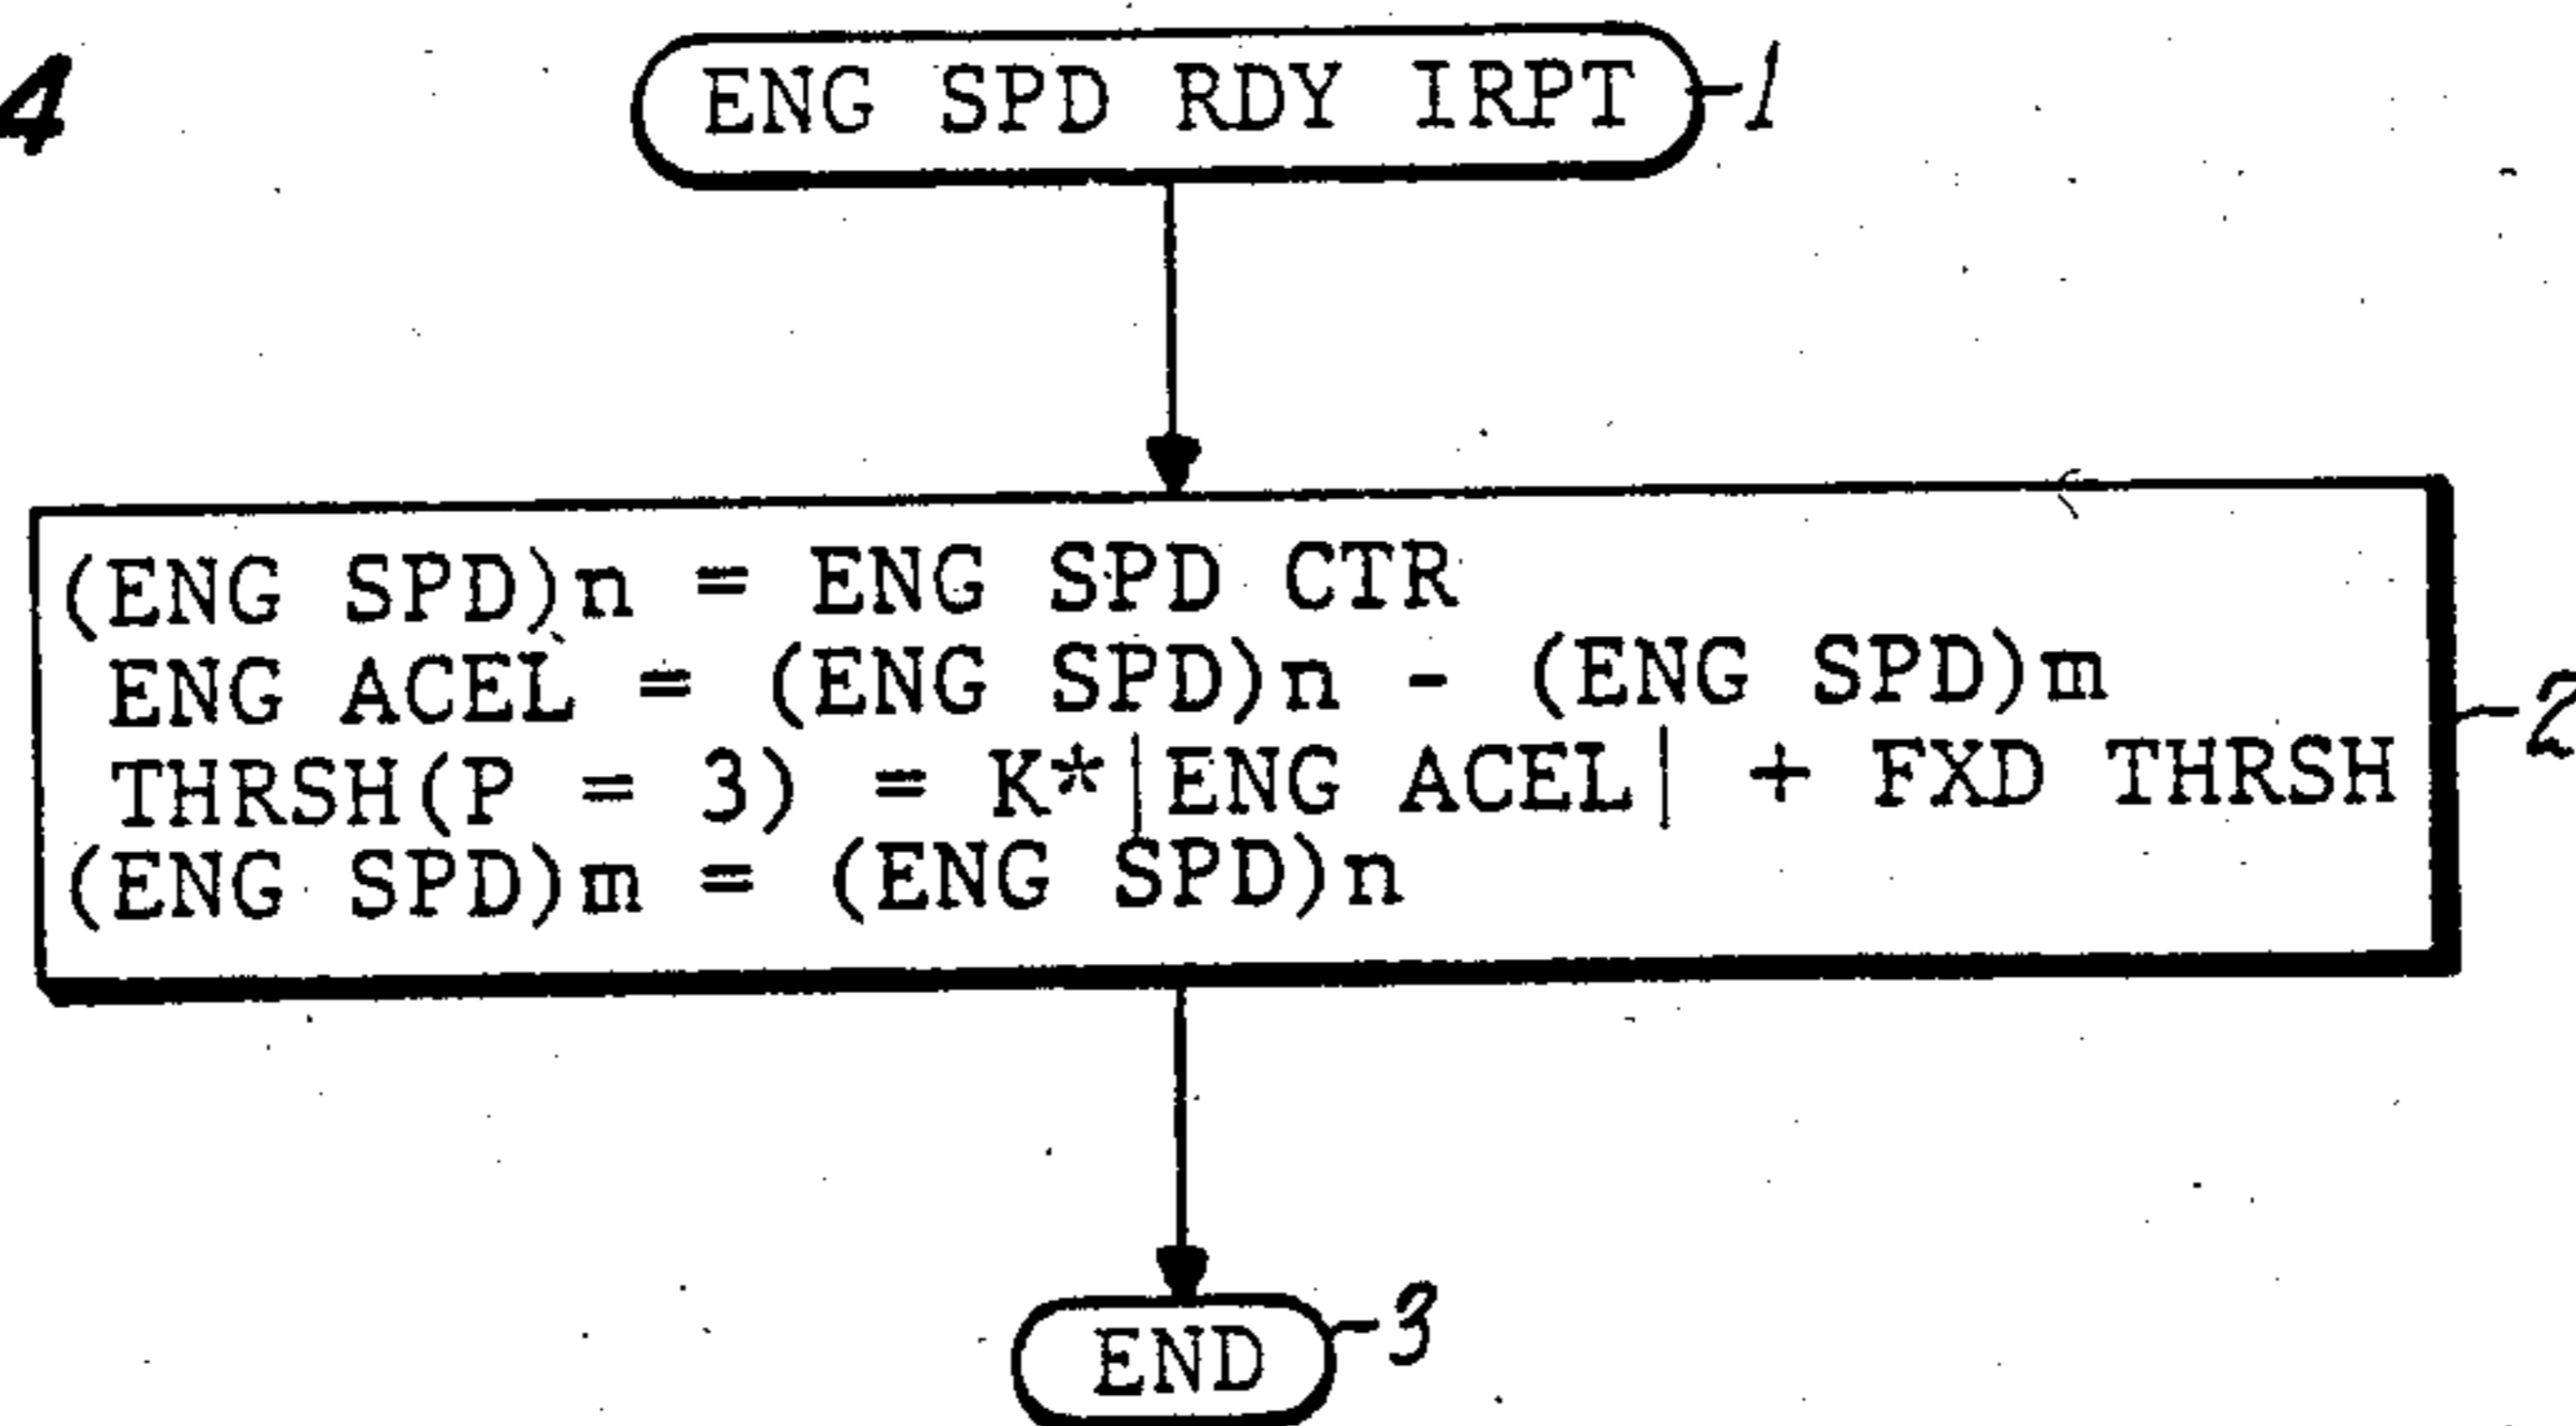 4
ENG SPD RDY IRPT
1
(ENG SPD)n = ENG SPD CTR
ENG ACEL = (ENG SPD)n - (ENG SPD)m
THRSH(P = 3) = K*|ENG ACEL| + FXD THRSH
(ENG SPD)m = (ENG SPD)n
2
END
3